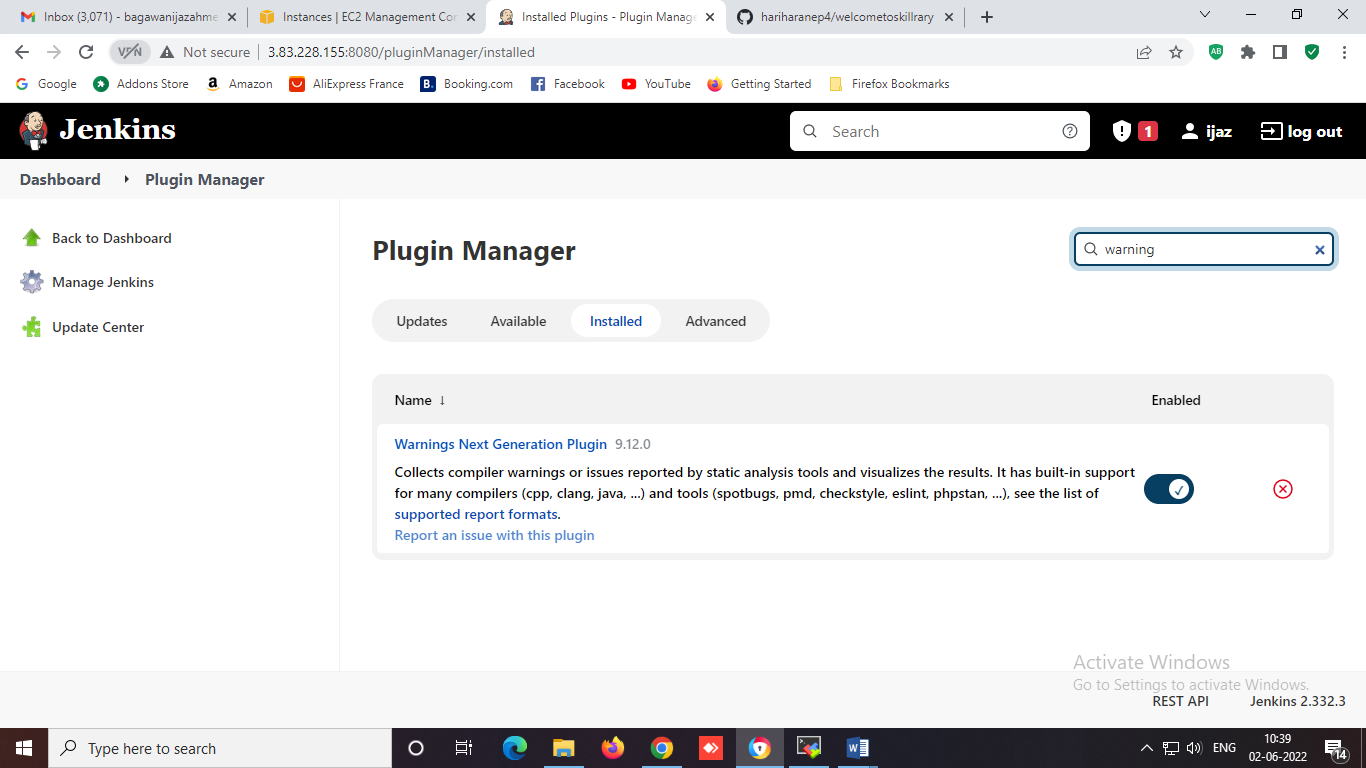 Inbox (3,071) - bagawanijazahme
Instances | EC2 Management Con
Installed Plugins - Plugin Manage
hariharanep4/welcometoskillrary
VPN
Not secure
3.83.228.155:8080/pluginManager/installed
Google
Addons Store
Amazon
AliExpress France
Booking.com
Facebook
YouTube
Getting Started
Firefox Bookmarks
Jenkins
Search
1
ijaz
log out
Dashboard
Plugin Manager
Back to Dashboard
Manage Jenkins
Update Center
Plugin Manager
warning
Updates
Available
Installed
Advanced
Name ↓
Enabled
Warnings Next Generation Plugin 9.12.0
Collects compiler warnings or issues reported by static analysis tools and visualizes the results. It has built-in support
for many compilers (cpp, clang, java, ...) and tools (spotbugs, pmd, checkstyle, eslint, phpstan, ...), see the list of
supported report formats.
Report an issue with this plugin
Activate Windows
Go to Settings to activate Windows.
REST API
Jenkins 2.332.3
Type here to search
ENG
10:39
02-06-2022
14